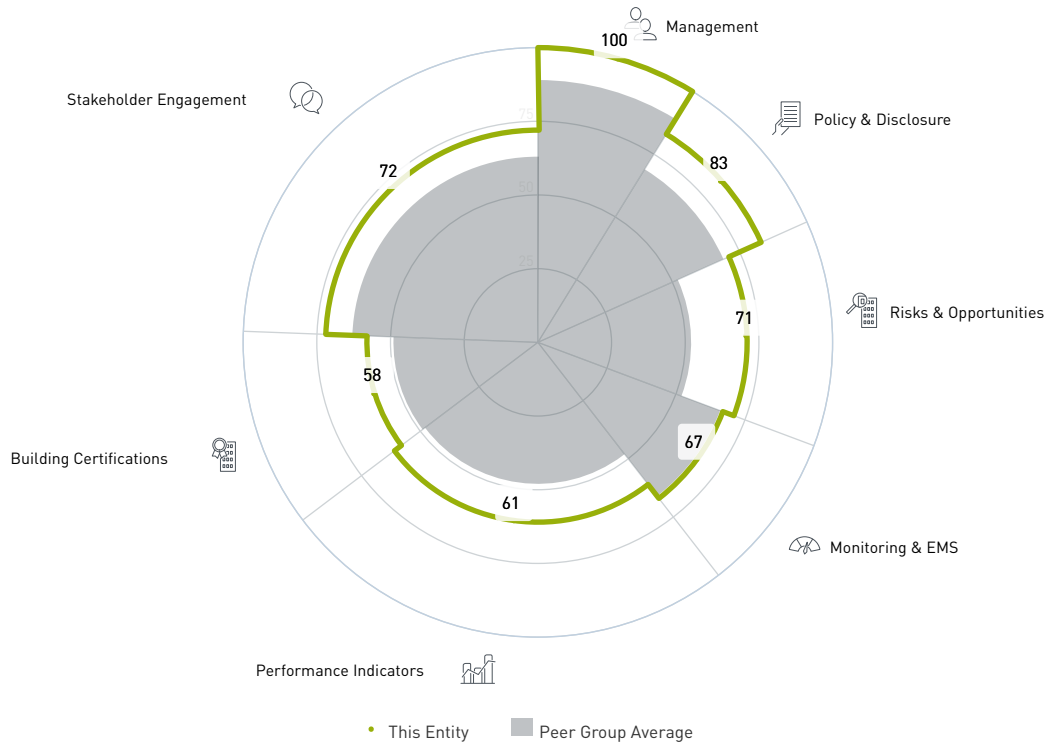 Management
100
Stakeholder Engagement
Policy & Disclosure
75
83
72
50
25
Risks & Opportunities
71
58
67
Building Certifications
61
Monitoring & EMS
Performance Indicators
This Entity
Peer Group Average